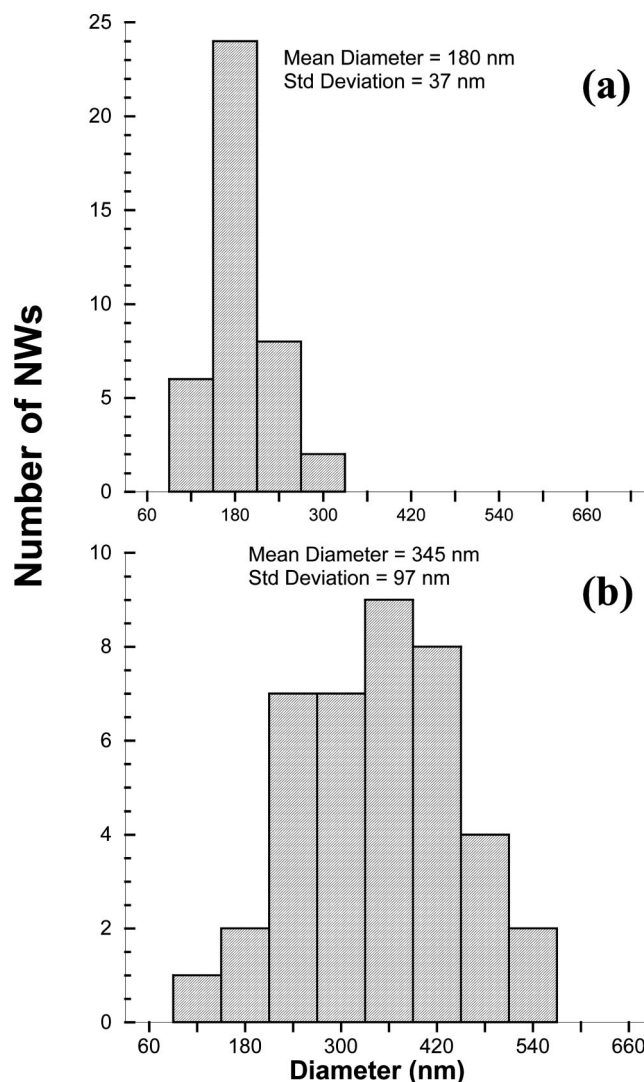 Number of NWs
25
20
15
10
5
0
Mean Diameter = 180 nm
Std Deviation = 37 nm
(a)
60 180 300 420 540 660
10
8
6
4
2
0
Mean Diameter = 345 nm
Std Deviation = 97 nm
(b)
60 180 300 420 540 660
Diameter (nm)